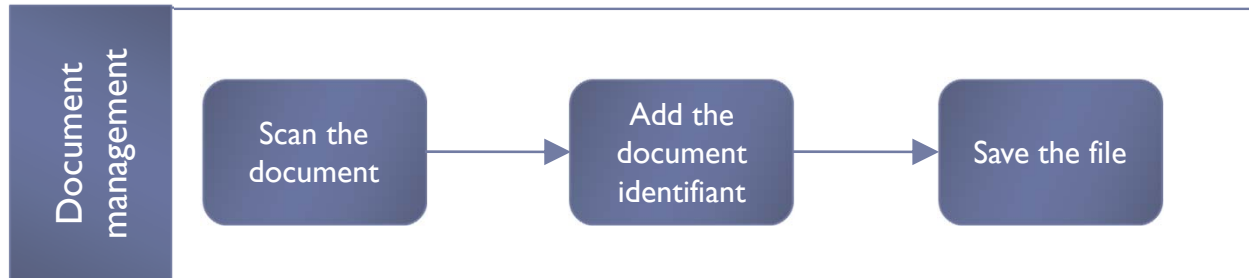 Document
management
Scan the
document
Add the
document
identifiant
Save the file